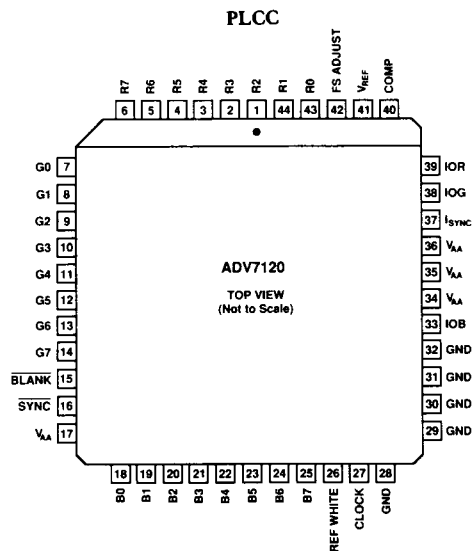 PLCC
R7 R6 R5 R4 R3 R2 R1 R0 FS ADJUST VREF COMP
6 5 4 3 2 1 44 43 42 41 40
G0 7
G1 8
G2 9
G3 10
G4 11
G5 12
G6 13
G7 14
BLANK 15
SYNC 16
VAA 17
ADV7120
TOP VIEW
(Not to Scale)
39 IOR
38 IOG
37 ISYNC
36 VAA
35 VAA
34 VAA
33 IOB
32 GND
31 GND
30 GND
29 GND
18 19 20 21 22 23 24 25 26 27 28
B0 B1 B2 B3 B4 B5 B6 B7 REF WHITE CLOCK GND